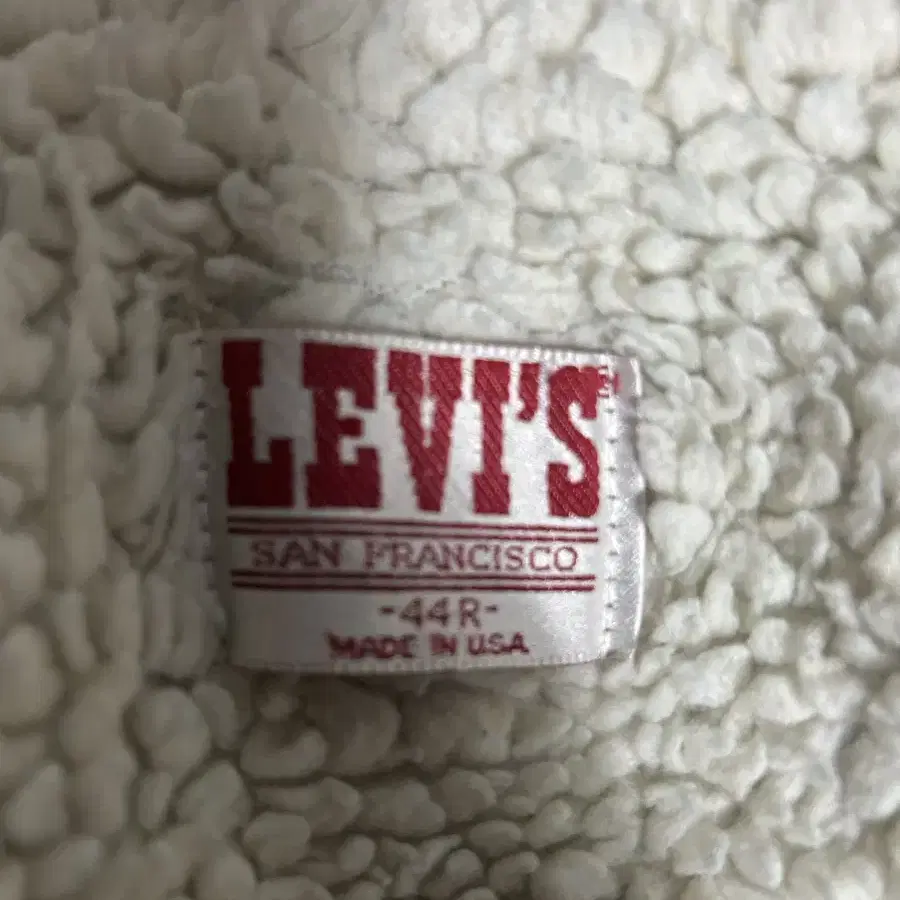 LEVI'S
SAN FRANCISCO
-44R-
MADE IN USA